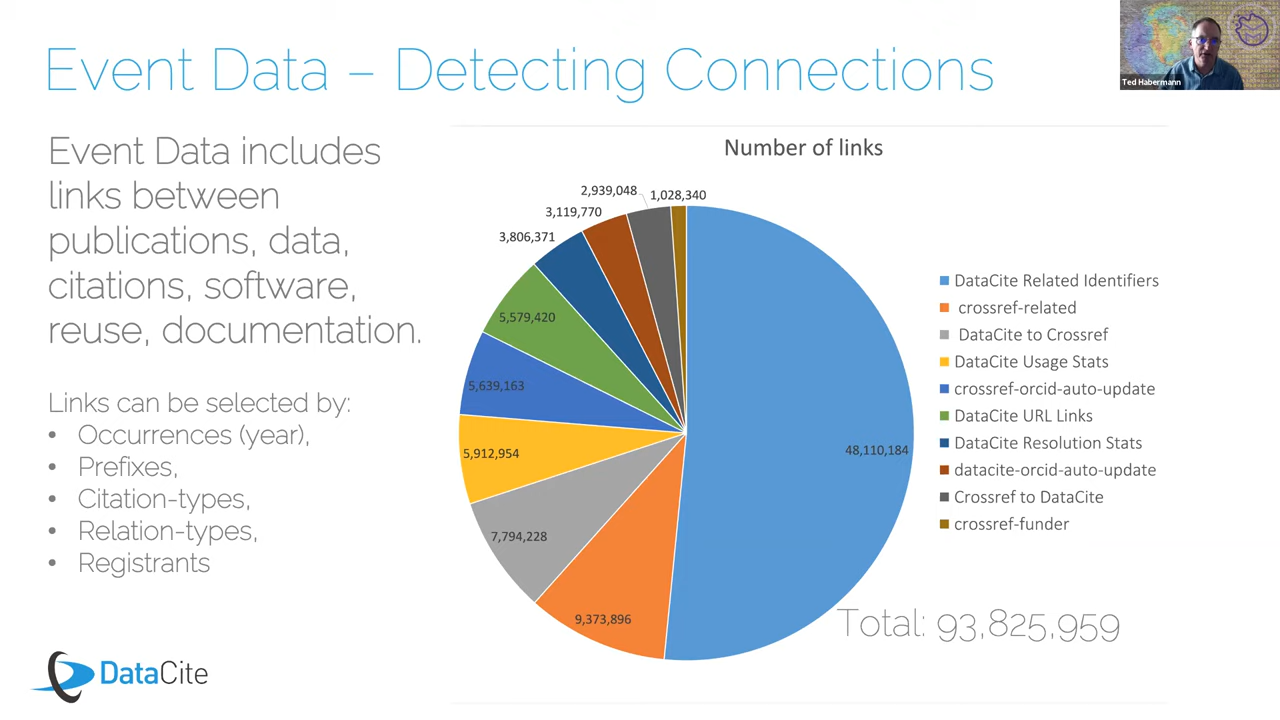 Event Data – Detecting Connections
Ted Habermann
Event Data includes
links between
publications, data,
citations, software,
reuse, documentation.
Links can be selected by:
• Occurrences (year),
• Prefixes,
• Citation-types,
• Relation-types,
• Registrants
DataCite
Number of links
2,939,048
1,028,340
3,119,770
3,806,371
5,579,420
5,639,163
5,912,954
7,794,228
9,373,896
48,110,184
DataCite Related Identifiers
crossref-related
DataCite to Crossref
DataCite Usage Stats
crossref-orcid-auto-update
DataCite URL Links
DataCite Resolution Stats
datacite-orcid-auto-update
Crossref to DataCite
crossref-funder
Total: 93,825,959